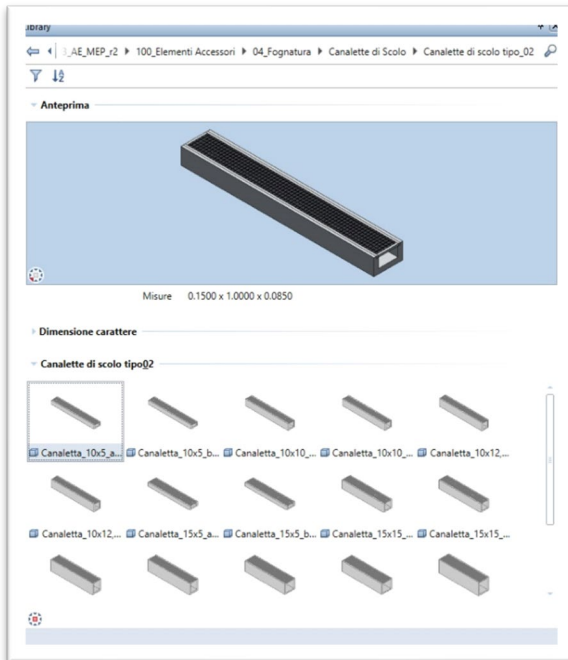 Library
_AE_MEP_r2 ▶ 100_Elementi Accessori ▶ 04_Fognatura ▶ Canalette di Scolo ▶ Canalette di scolo tipo_02
Anteprima
Misure 0.1500 x 1.0000 x 0.0850
Dimensione carattere
Canalette di scolo tipo02
Canaletta_10x5_a... Canaletta_10x5_b... Canaletta_10x10_... Canaletta_10x10_... Canaletta_10x12,...
Canaletta_10x12,... Canaletta_15x5_a... Canaletta_15x5_b... Canaletta_15x15_... Canaletta_15x15_...